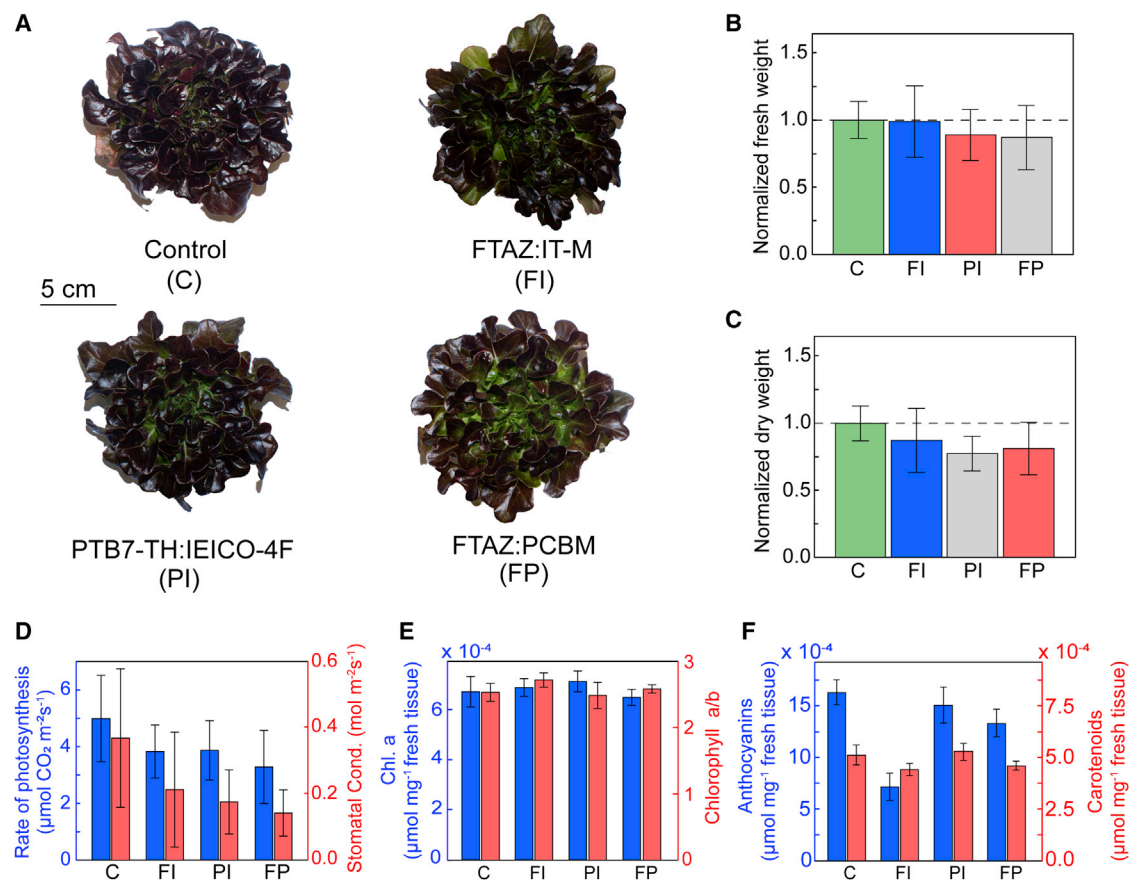 A
Control
(C)
FTAZ:IT-M
(FI)
5 cm
PTB7-TH:IEICO-4F
(PI)
FTAZ:PCBM
(FP)
B
Normalized fresh weight
1.5
1.0
0.5
0.0
C FI PI FP
C
Normalized dry weight
1.5
1.0
0.5
0.0
C FI PI FP
D
Rate of photosynthesis
(µmol CO₂ m⁻²s⁻¹)
6
4
2
0
0.6
0.4
0.2
0.0
Stomatal Cond. (mol m⁻²s⁻¹)
C FI PI FP
E
x 10⁻⁴
Chl. a
(µmol mg⁻¹ fresh tissue)
8
6
4
2
0
3
2
1
0
Chlorophyll a/b
C FI PI FP
F
x 10⁻⁴
x 10⁻⁴
Anthocyanins
(µmol mg⁻¹ fresh tissue)
15
10
5
0
7.5
5.0
2.5
0.0
Carotenoids
(µmol mg⁻¹ fresh tissue)
C FI PI FP